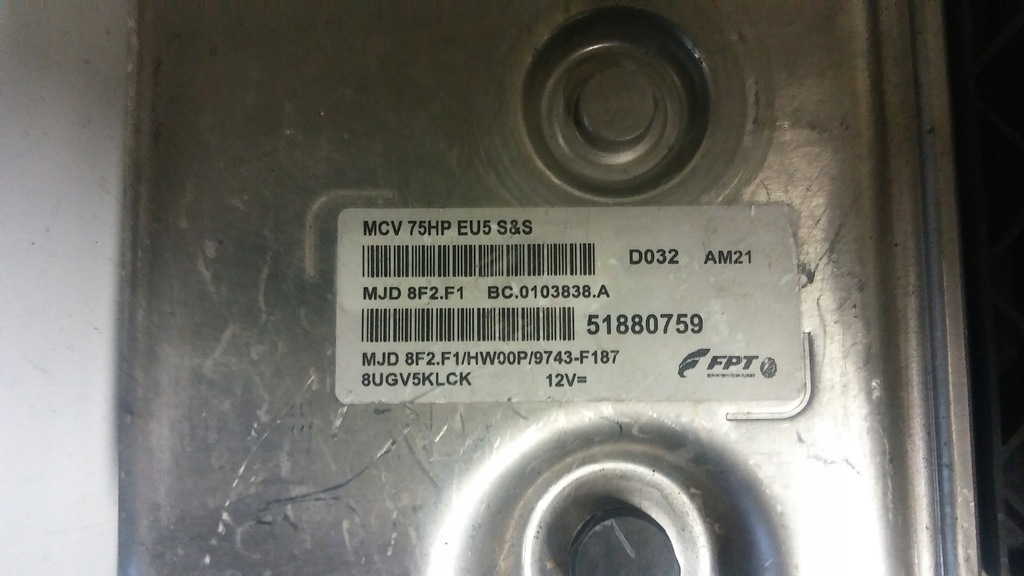 MCV 75HP EU5 S&S
D032 AM21
MJD 8F2.F1 BC.0103838.A
51880759
MJD 8F2.F1/HW00P/9743-F187
8UGV5KLCK 12V=
FPT